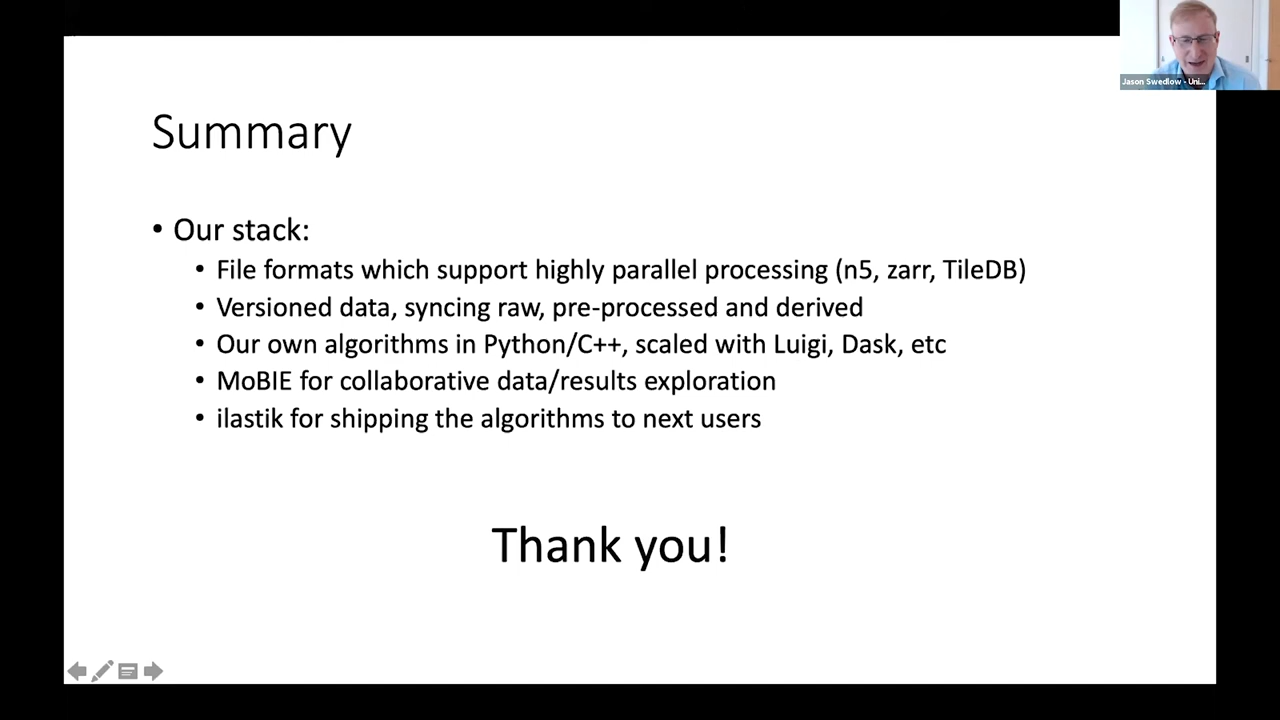 Jason Swedlow - Uni...
Summary
• Our stack:
• File formats which support highly parallel processing (n5, zarr, TileDB)
• Versioned data, syncing raw, pre-processed and derived
• Our own algorithms in Python/C++, scaled with Luigi, Dask, etc
• MoBIE for collaborative data/results exploration
• ilastik for shipping the algorithms to next users
Thank you!